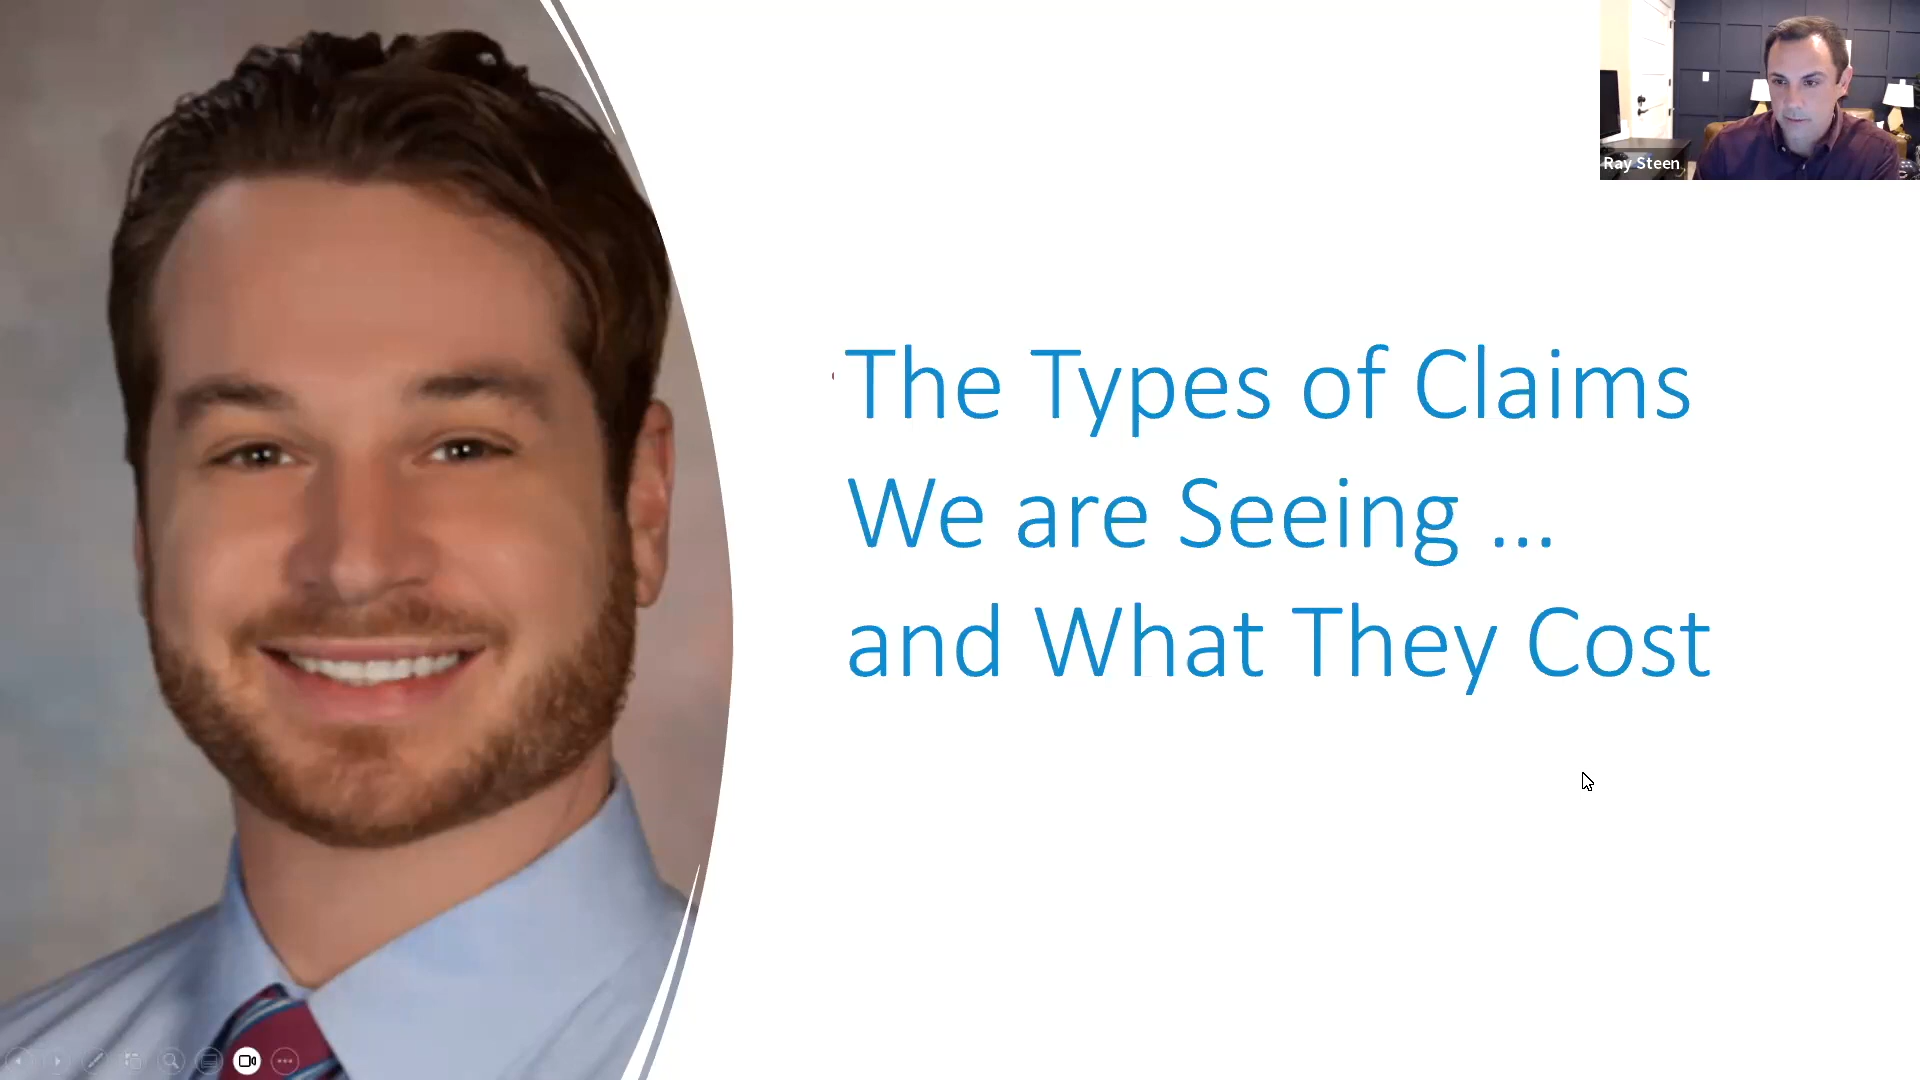 Ray Steen
The Types of Claims
We are Seeing ...
and What They Cost